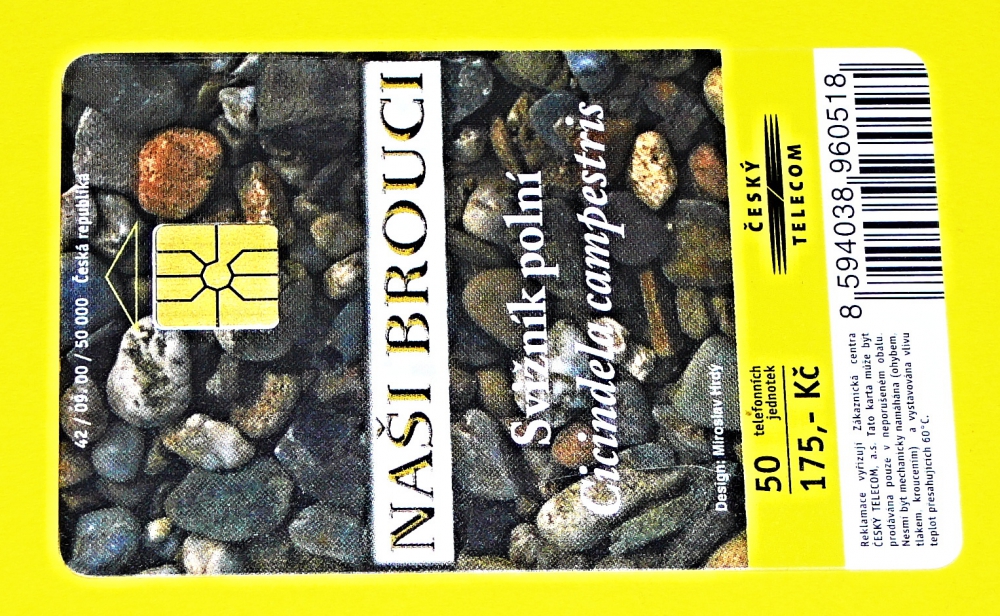 42 / 09. 00 / 50 000 Česká republika
NAŠI BROUCI
Svižník polní
Cicindela campestris
Design: Miroslav
50 telefonních
jednotek
175,- Kč
ČESKÝ
TELECOM
8 594038 960518
Reklamace vyřizují Zákaznická centra
ČESKÝ TELECOM, a.s. Tato karta může být
prodávána pouze v neporušeném obalu.
Nesmí být mechanicky namáhána (ohybem,
tlakem, kroucením) a vystavována vlivu
teplot přesahujících 60°C.